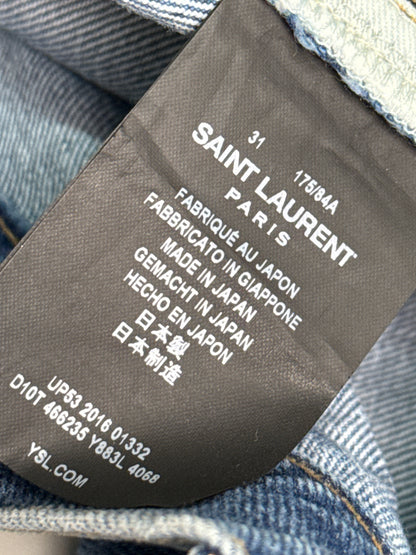 31 175/84A
SAINT LAURENT
PARIS
FABRIQUÉ AU JAPON
FABBRICATO IN GIAPPONE
MADE IN JAPAN
GEMACHT IN JAPAN
HECHO EN JAPON
日本製
日本制造
UP53 2016 01332
D10T 466235 Y883L 4068
YSL.COM